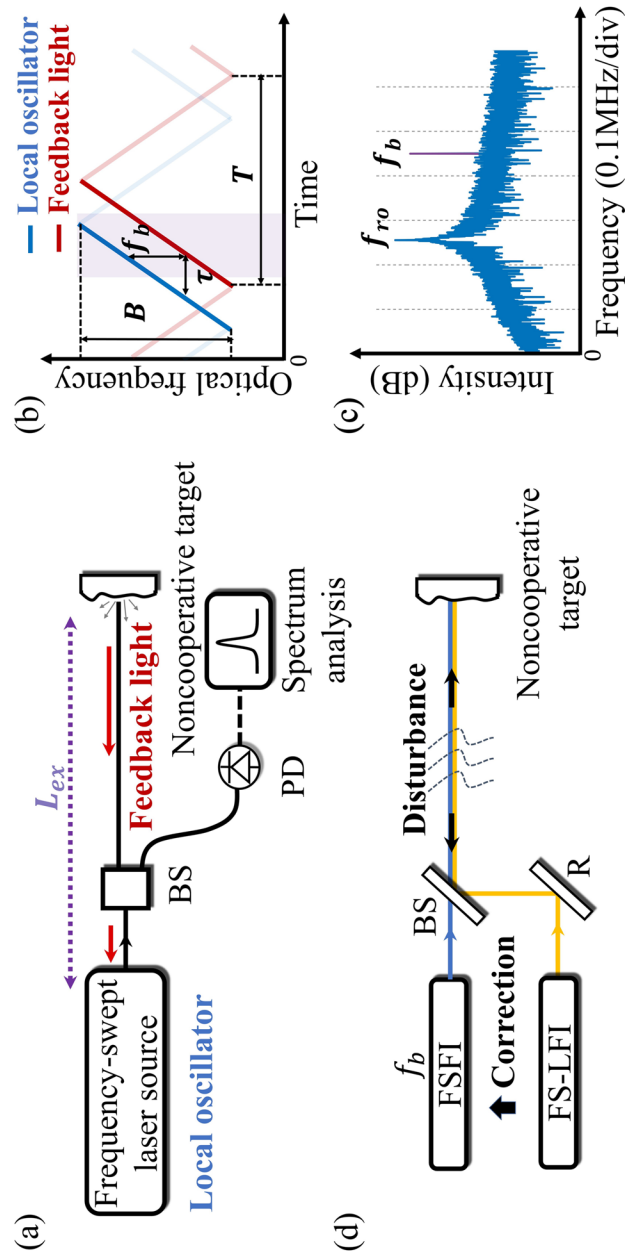 (a)
L_ex
Frequency-swept
laser source
Local oscillator
BS
Feedback light
Noncooperative target
PD
Spectrum
analysis
(b)
Optical frequency
Local oscillator
Feedback light
B
f_b
τ
T
0
Time
(c)
Intensity (dB)
f_ro
f_b
0
Frequency (0.1MHz/div)
(d)
f_b
FSFI
Correction
FS-LFI
BS
R
Disturbance
Noncooperative
target